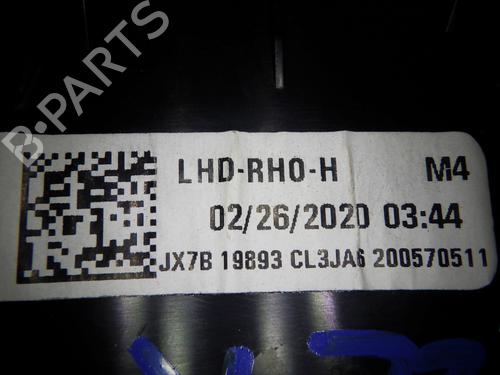 B-PARTS
LHD-RHO-H M4
02/26/2020 03:44
JX7B 19893 CL3JA6 200570511